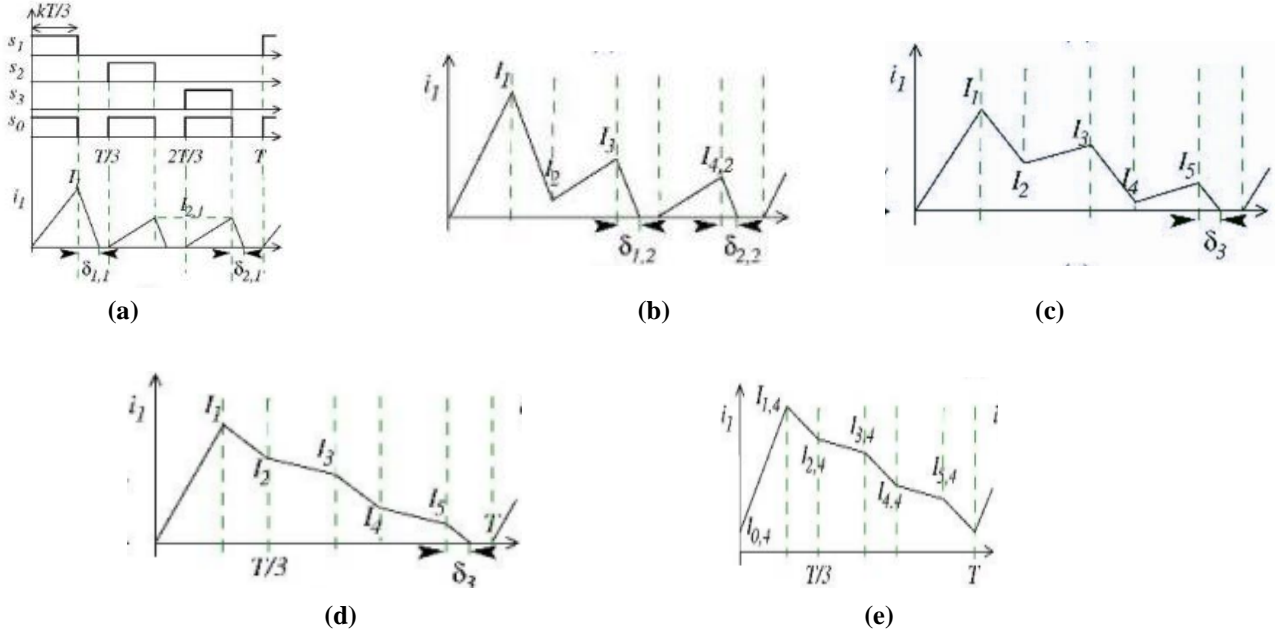 kT/3
s1
s2
s3
s0
T/3 2T/3 T
i1 I I2,1
δ1,1 δ2,1
(a)
i1 I1 I2 I3 I4,2
δ1,2 δ2,2
(b)
i1 I1 I2 I3 I4 I5
δ3
(c)
i1 I1 I2 I3 I4 I5 T
T/3 δ3
(d)
i1 I1,4 I2,4 I3,4 I4,4 I5,4 i
I0,4
T/3 T
(e)